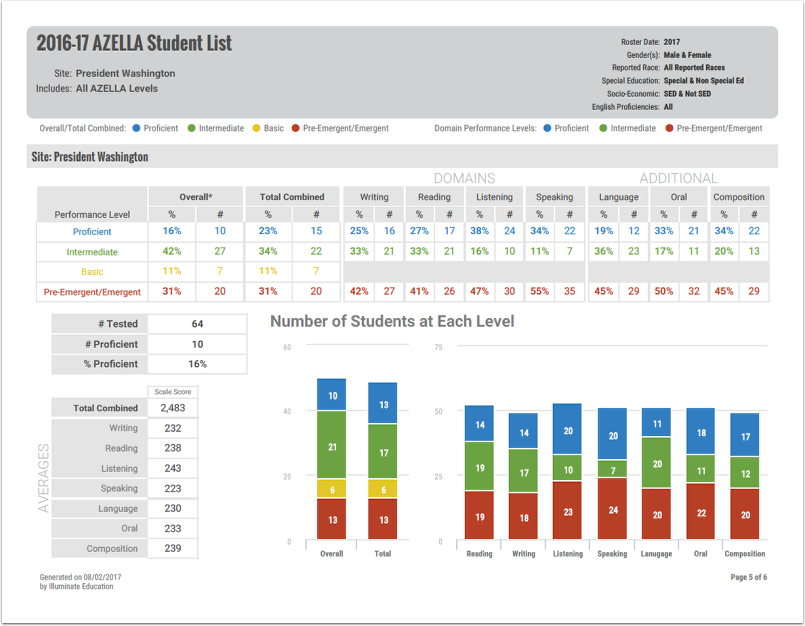 2016-17 AZELLA Student List
Site: President Washington
Includes: All AZELLA Levels
Roster Date: 2017
Gender(s): Male & Female
Reported Race: All Reported Races
Special Education: Special & Non Special Ed
Socio-Economic: SED & Not SED
English Proficiencies: All
Overall/Total Combined: Proficient Intermediate Basic Pre-Emergent/Emergent Domain Performance Levels: Proficient Intermediate Pre-Emergent/Emergent
Site: President Washington
DOMAINS ADDITIONAL
Overall* Total Combined Writing Reading Listening Speaking Language Oral Composition
Performance Level % # % # % # % # % # % # % # % # % #
Proficient 16% 10 23% 15 25% 16 27% 17 38% 24 34% 22 19% 12 33% 21 34% 22
Intermediate 42% 27 34% 22 33% 21 33% 21 16% 10 11% 7 36% 23 17% 11 20% 13
Basic 11% 7 11% 7
Pre-Emergent/Emergent 31% 20 31% 20 42% 27 41% 26 47% 30 55% 35 45% 29 50% 32 45% 29
# Tested 64
# Proficient 10
% Proficient 16%
Scale Score
Total Combined 2,483
AVERAGES
Writing 232
Reading 238
Listening 243
Speaking 223
Language 230
Oral 233
Composition 239
Number of Students at Each Level
60
40
20
0
10 13
21 17
6 6
13 13
Overall Total
75
50
25
0
14 14 20 20 11 18 17
19 17 10 7 20 11 12
19 18 23 24 20 22 20
Reading Writing Listening Speaking Lanugage Oral Composition
Generated on 08/02/2017
by Illuminate Education
Page 5 of 6